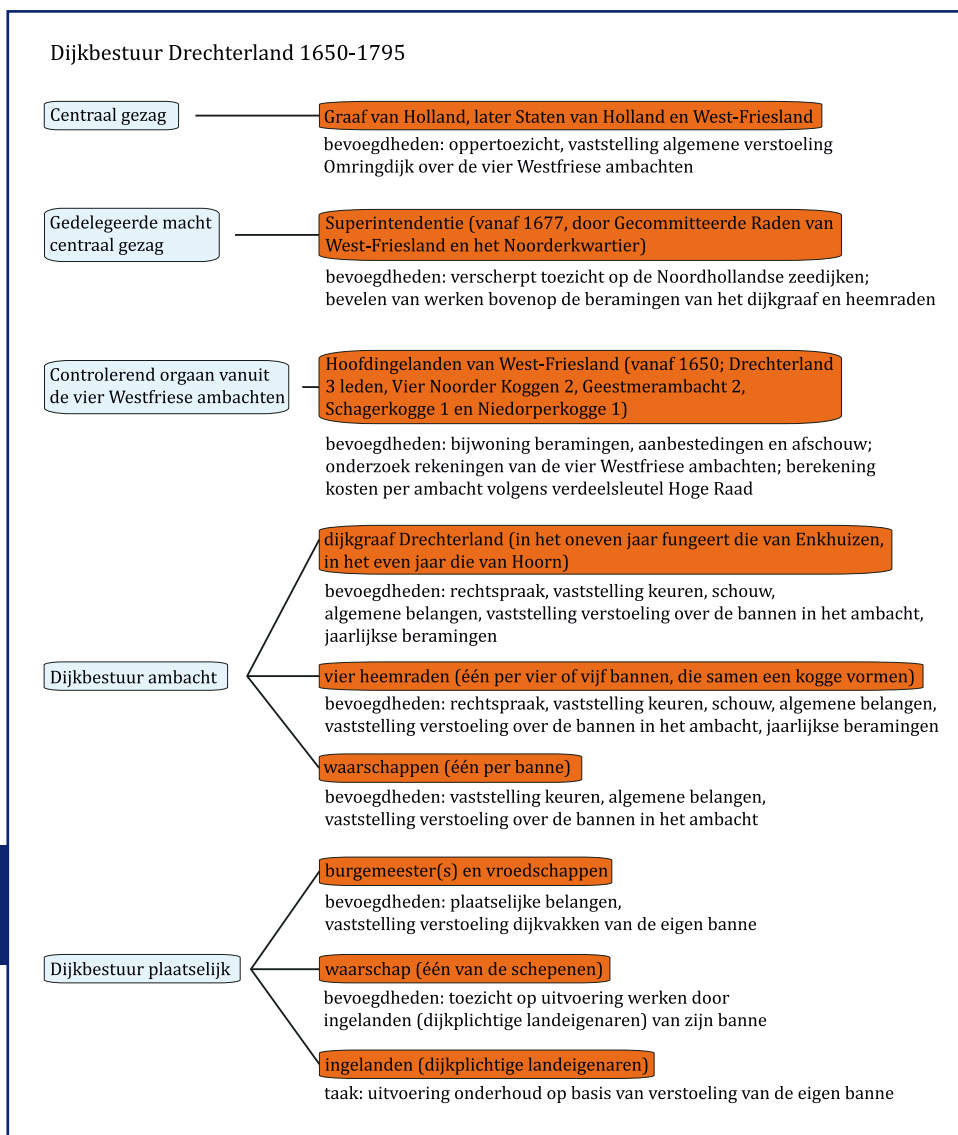 Dijkbestuur Drechterland 1650-1795
Centraal gezag
Graaf van Holland, later Staten van Holland en West-Friesland
bevoegdheden: oppertoezicht, vaststelling algemene verstoeling
Omringdijk over de vier Westfriese ambachten
Gedelegeerde macht
centraal gezag
Superintendentie (vanaf 1677, door Gecommitteerde Raden van
West-Friesland en het Noorderkwartier)
bevoegdheden: verscherpt toezicht op de Noordhollandse zeedijken;
bevelen van werken bovenop de beramingen van het dijkgraaf en heemraden
Controlerend orgaan vanuit
de vier Westfriese ambachten
Hoofdingelanden van West-Friesland (vanaf 1650; Drechterland
3 leden, Vier Noorder Koggen 2, Geestmerambacht 2,
Schagerkogge 1 en Niedorperkogge 1)
bevoegdheden: bijwoning beramingen, aanbestedingen en afschouw;
onderzoek rekeningen van de vier Westfriese ambachten; berekening
kosten per ambacht volgens verdeelsleutel Hoge Raad
Dijkbestuur ambacht
dijkgraaf Drechterland (in het oneven jaar fungeert die van Enkhuizen,
in het even jaar die van Hoorn)
bevoegdheden: rechtspraak, vaststelling keuren, schouw,
algemene belangen, vaststelling verstoeling over de bannen in het ambacht,
jaarlijkse beramingen
vier heemraden (één per vier of vijf bannen, die samen een kogge vormen)
bevoegdheden: rechtspraak, vaststelling keuren, schouw, algemene belangen,
vaststelling verstoeling over de bannen in het ambacht, jaarlijkse beramingen
waarschappen (één per banne)
bevoegdheden: vaststelling keuren, algemene belangen,
vaststelling verstoeling over de bannen in het ambacht
Dijkbestuur plaatselijk
burgemeester(s) en vroedschappen
bevoegdheden: plaatselijke belangen,
vaststelling verstoeling dijkvakken van de eigen banne
waarschap (één van de schepenen)
bevoegdheden: toezicht op uitvoering werken door
ingelanden (dijkplichtige landeigenaren) van zijn banne
ingelanden (dijkplichtige landeigenaren)
taak: uitvoering onderhoud op basis van verstoeling van de eigen banne